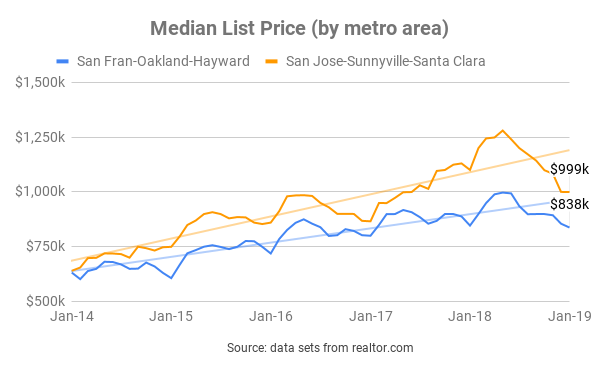 Median List Price (by metro area)
San Fran-Oakland-Hayward San Jose-Sunnyville-Santa Clara
$1,500k
$1,250k
$1,000k
$750k
$500k
$999k
$838k
Jan-14 Jan-15 Jan-16 Jan-17 Jan-18 Jan-19
Source: data sets from realtor.com